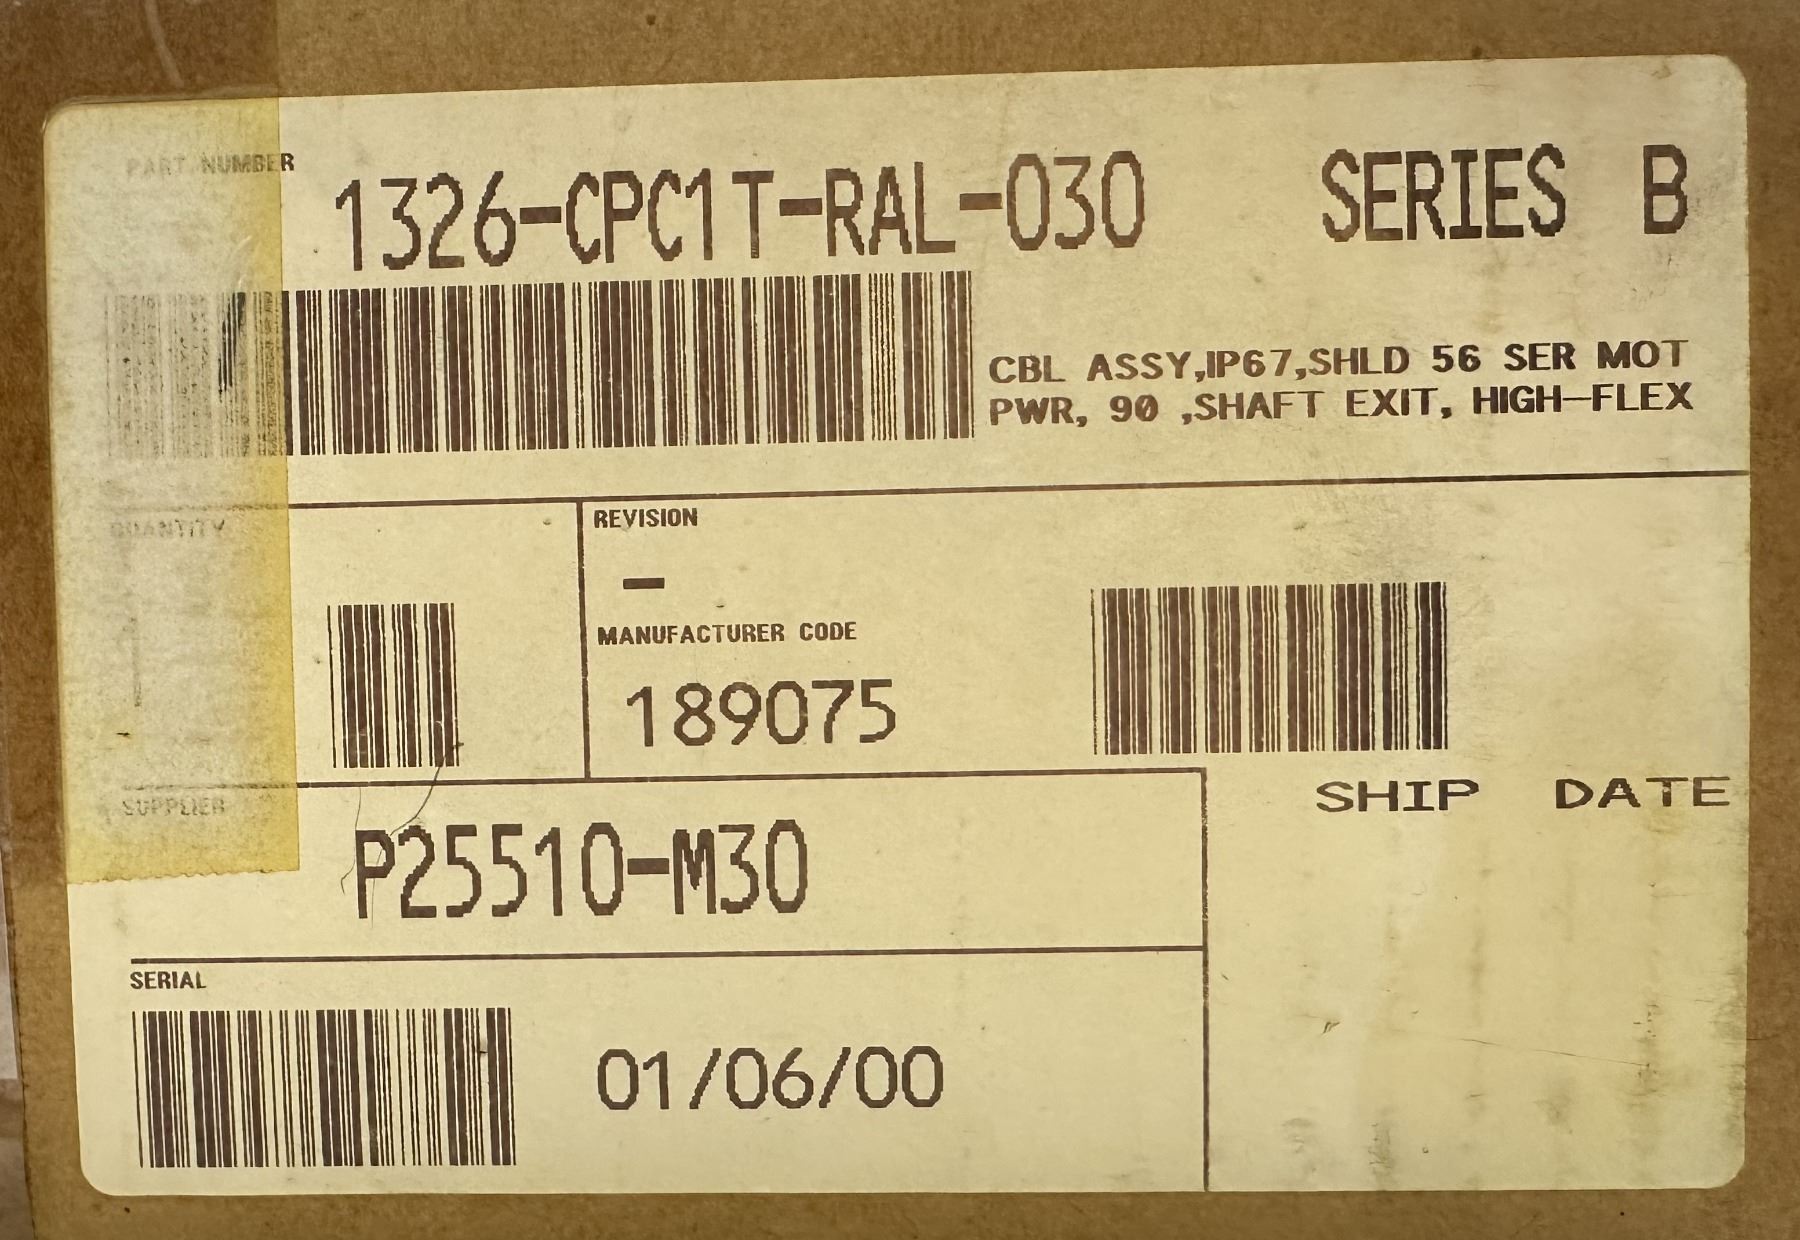 PART NUMBER
1326-CPC1T-RAL-030 SERIES B
CBL ASSY,IP67,SHLD 56 SER MOT
PWR, 90 ,SHAFT EXIT, HIGH-FLEX
QUANTITY
REVISION
-
MANUFACTURER CODE
189075
SHIP DATE
SUPPLIER
P25510-M30
SERIAL
01/06/00